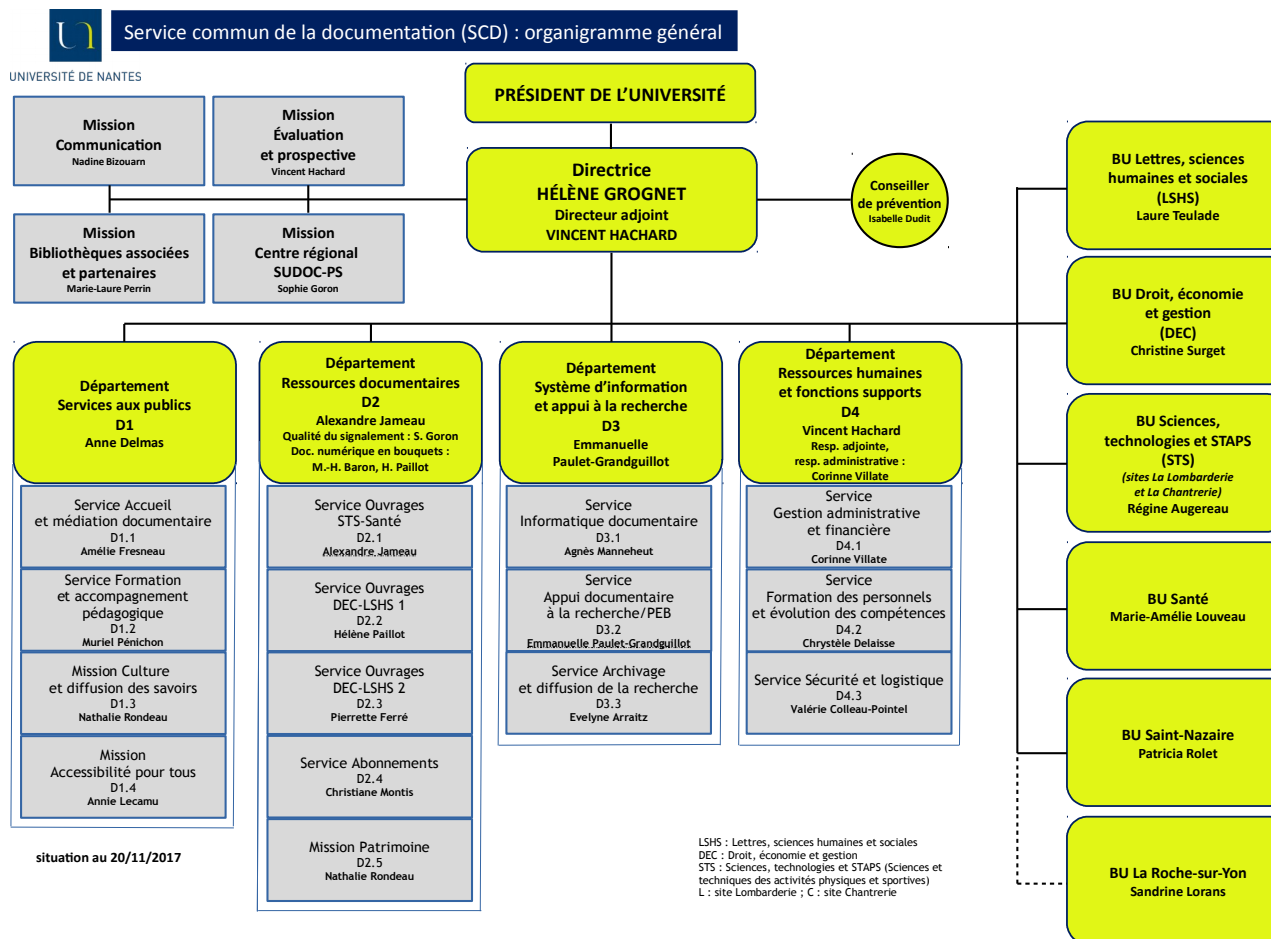 Service commun de la documentation (SCD) : organigramme général
UNIVERSITÉ DE NANTES
Mission
Communication
Nadine Bizouarn
Mission
Évaluation
et prospective
Vincent Hachard
Mission
Bibliothèques associées
et partenaires
Marie-Laure Perrin
Mission
Centre régional
SUDOC-PS
Sophie Goron
PRÉSIDENT DE L’UNIVERSITÉ
Directrice
HÉLÈNE GROGNET
Directeur adjoint
VINCENT HACHARD
Conseiller
de prévention
Isabelle Dudit
Département
Services aux publics
D1
Anne Delmas
Service Accueil
et médiation documentaire
D1.1
Amélie Fresneau
Service Formation
et accompagnement
pédagogique
D1.2
Muriel Pénichon
Mission Culture
et diffusion des savoirs
D1.3
Nathalie Rondeau
Mission
Accessibilité pour tous
D1.4
Annie Lecamu
Département
Ressources documentaires
D2
Alexandre Jameau
Qualité du signalement : S. Goron
Doc. numérique en bouquets :
M.-H. Baron, H. Paillot
Service Ouvrages
STS-Santé
D2.1
Alexandre Jameau
Service Ouvrages
DEC-LSHS 1
D2.2
Hélène Paillot
Service Ouvrages
DEC-LSHS 2
D2.3
Pierrette Ferré
Service Abonnements
D2.4
Christiane Montis
Mission Patrimoine
D2.5
Nathalie Rondeau
Département
Système d’information
et appui à la recherche
D3
Emmanuelle
Paulet-Grandguillot
Service
Informatique documentaire
D3.1
Agnès Manneheut
Service
Appui documentaire
à la recherche/PEB
D3.2
Emmanuelle Paulet-Grandguillot
Service Archivage
et diffusion de la recherche
D3.3
Evelyne Arraitz
Département
Ressources humaines
et fonctions supports
D4
Vincent Hachard
Resp. adjointe,
resp. administrative :
Corinne Villate
Service
Gestion administrative
et financière
D4.1
Corinne Villate
Service
Formation des personnels
et évolution des compétences
D4.2
Chrystèle Delaisse
Service Sécurité et logistique
D4.3
Valérie Colleau-Pointel
BU Lettres, sciences
humaines et sociales
(LSHS)
Laure Teulade
BU Droit, économie
et gestion
(DEC)
Christine Surget
BU Sciences,
technologies et STAPS
(STS)
(sites La Lombarderie
et La Chantrerie)
Régine Augereau
BU Santé
Marie-Amélie Louveau
BU Saint-Nazaire
Patricia Rolet
BU La Roche-sur-Yon
Sandrine Lorans
situation au 20/11/2017
LSHS : Lettres, sciences humaines et sociales
DEC : Droit, économie et gestion
STS : Sciences, technologies et STAPS (Sciences et
techniques des activités physiques et sportives)
L : site Lombarderie ; C : site Chantrerie